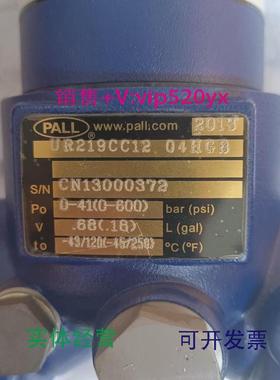 销售+V:vip520yx
PALL www.pall.com 2013
UR219CC12 04HGB
S/N CN13000372
Po 0-41(0-600) bar (psi)
V .68(.18) L (gal)
to -43/120(-45/250) °C (°F)
实体经营 可开发票